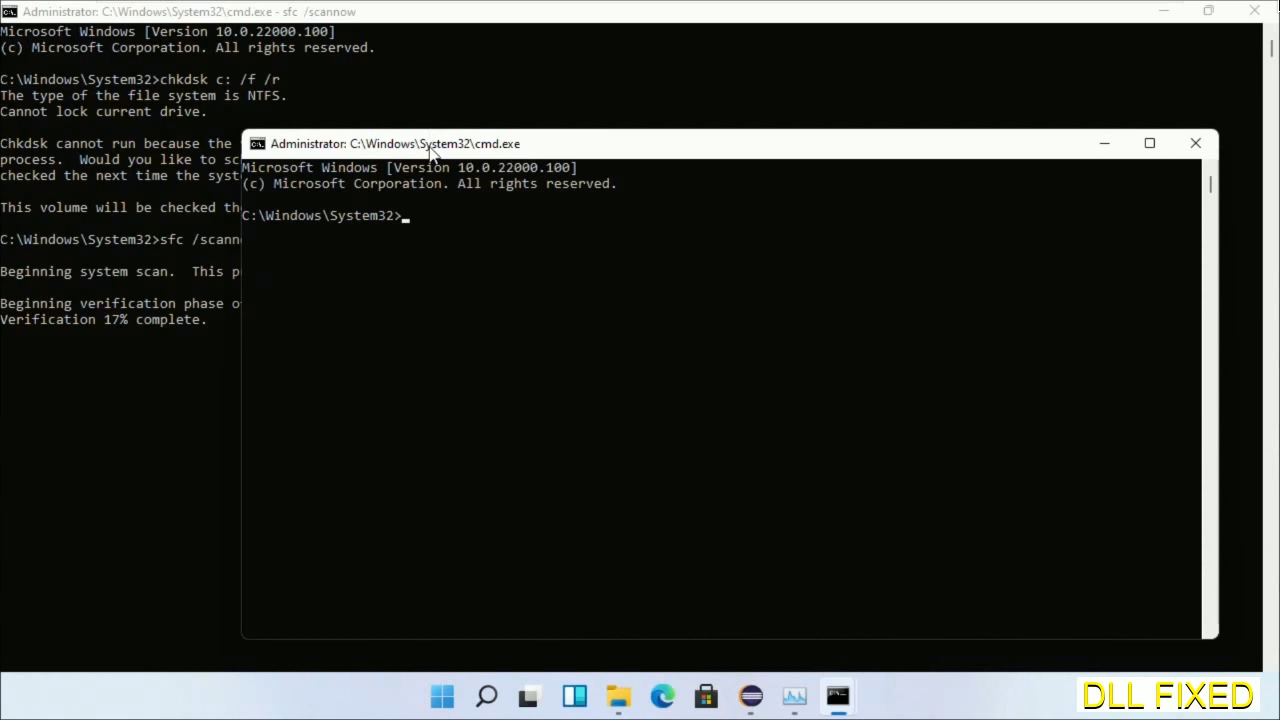 Administrator: C:\Windows\System32\cmd.exe - sfc /scannow
Microsoft Windows [Version 10.0.22000.100]
(c) Microsoft Corporation. All rights reserved.
C:\Windows\System32>chkdsk c: /f /r
The type of the file system is NTFS.
Cannot lock current drive.
Chkdsk cannot run because the
process. Would you like to sc
checked the next time the syst
This volume will be checked th
C:\Windows\System32>sfc /scann
Beginning system scan. This p
Beginning verification phase o
Verification 17% complete.
Administrator: C:\Windows\System32\cmd.exe
Microsoft Windows [Version 10.0.22000.100]
(c) Microsoft Corporation. All rights reserved.
C:\Windows\System32>
DLL FIXED